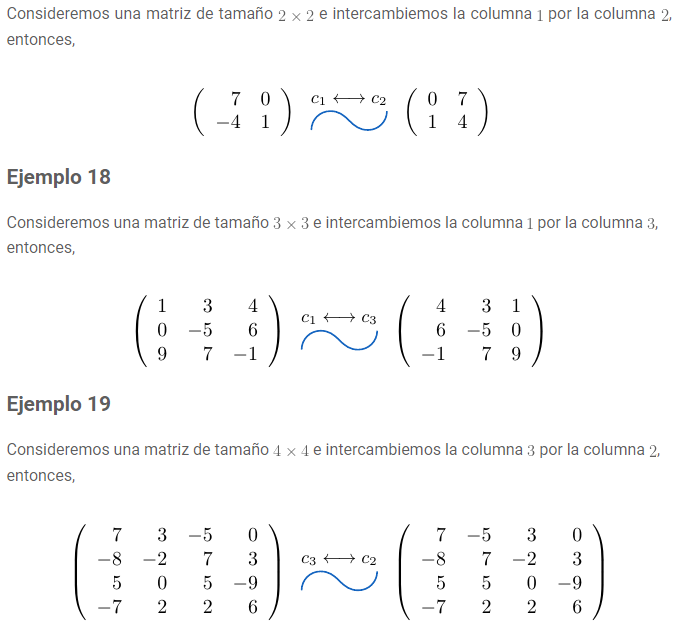 Consideremos una matriz de tamaño 2 × 2 e intercambiemos la columna 1 por la columna 2,
entonces,
7 0 c₁ ⟷ c₂ 0 7
−4 1 1 4
Ejemplo 18
Consideremos una matriz de tamaño 3 × 3 e intercambiemos la columna 1 por la columna 3,
entonces,
1 3 4 4 3 1
0 −5 6 c₁ ⟷ c₃ 6 −5 0
9 7 −1 −1 7 9
Ejemplo 19
Consideremos una matriz de tamaño 4 × 4 e intercambiemos la columna 3 por la columna 2,
entonces,
7 3 −5 0 7 −5 3 0
−8 −2 7 3 c₃ ⟷ c₂ −8 7 −2 3
5 0 5 −9 5 5 0 −9
−7 2 2 6 −7 2 2 6